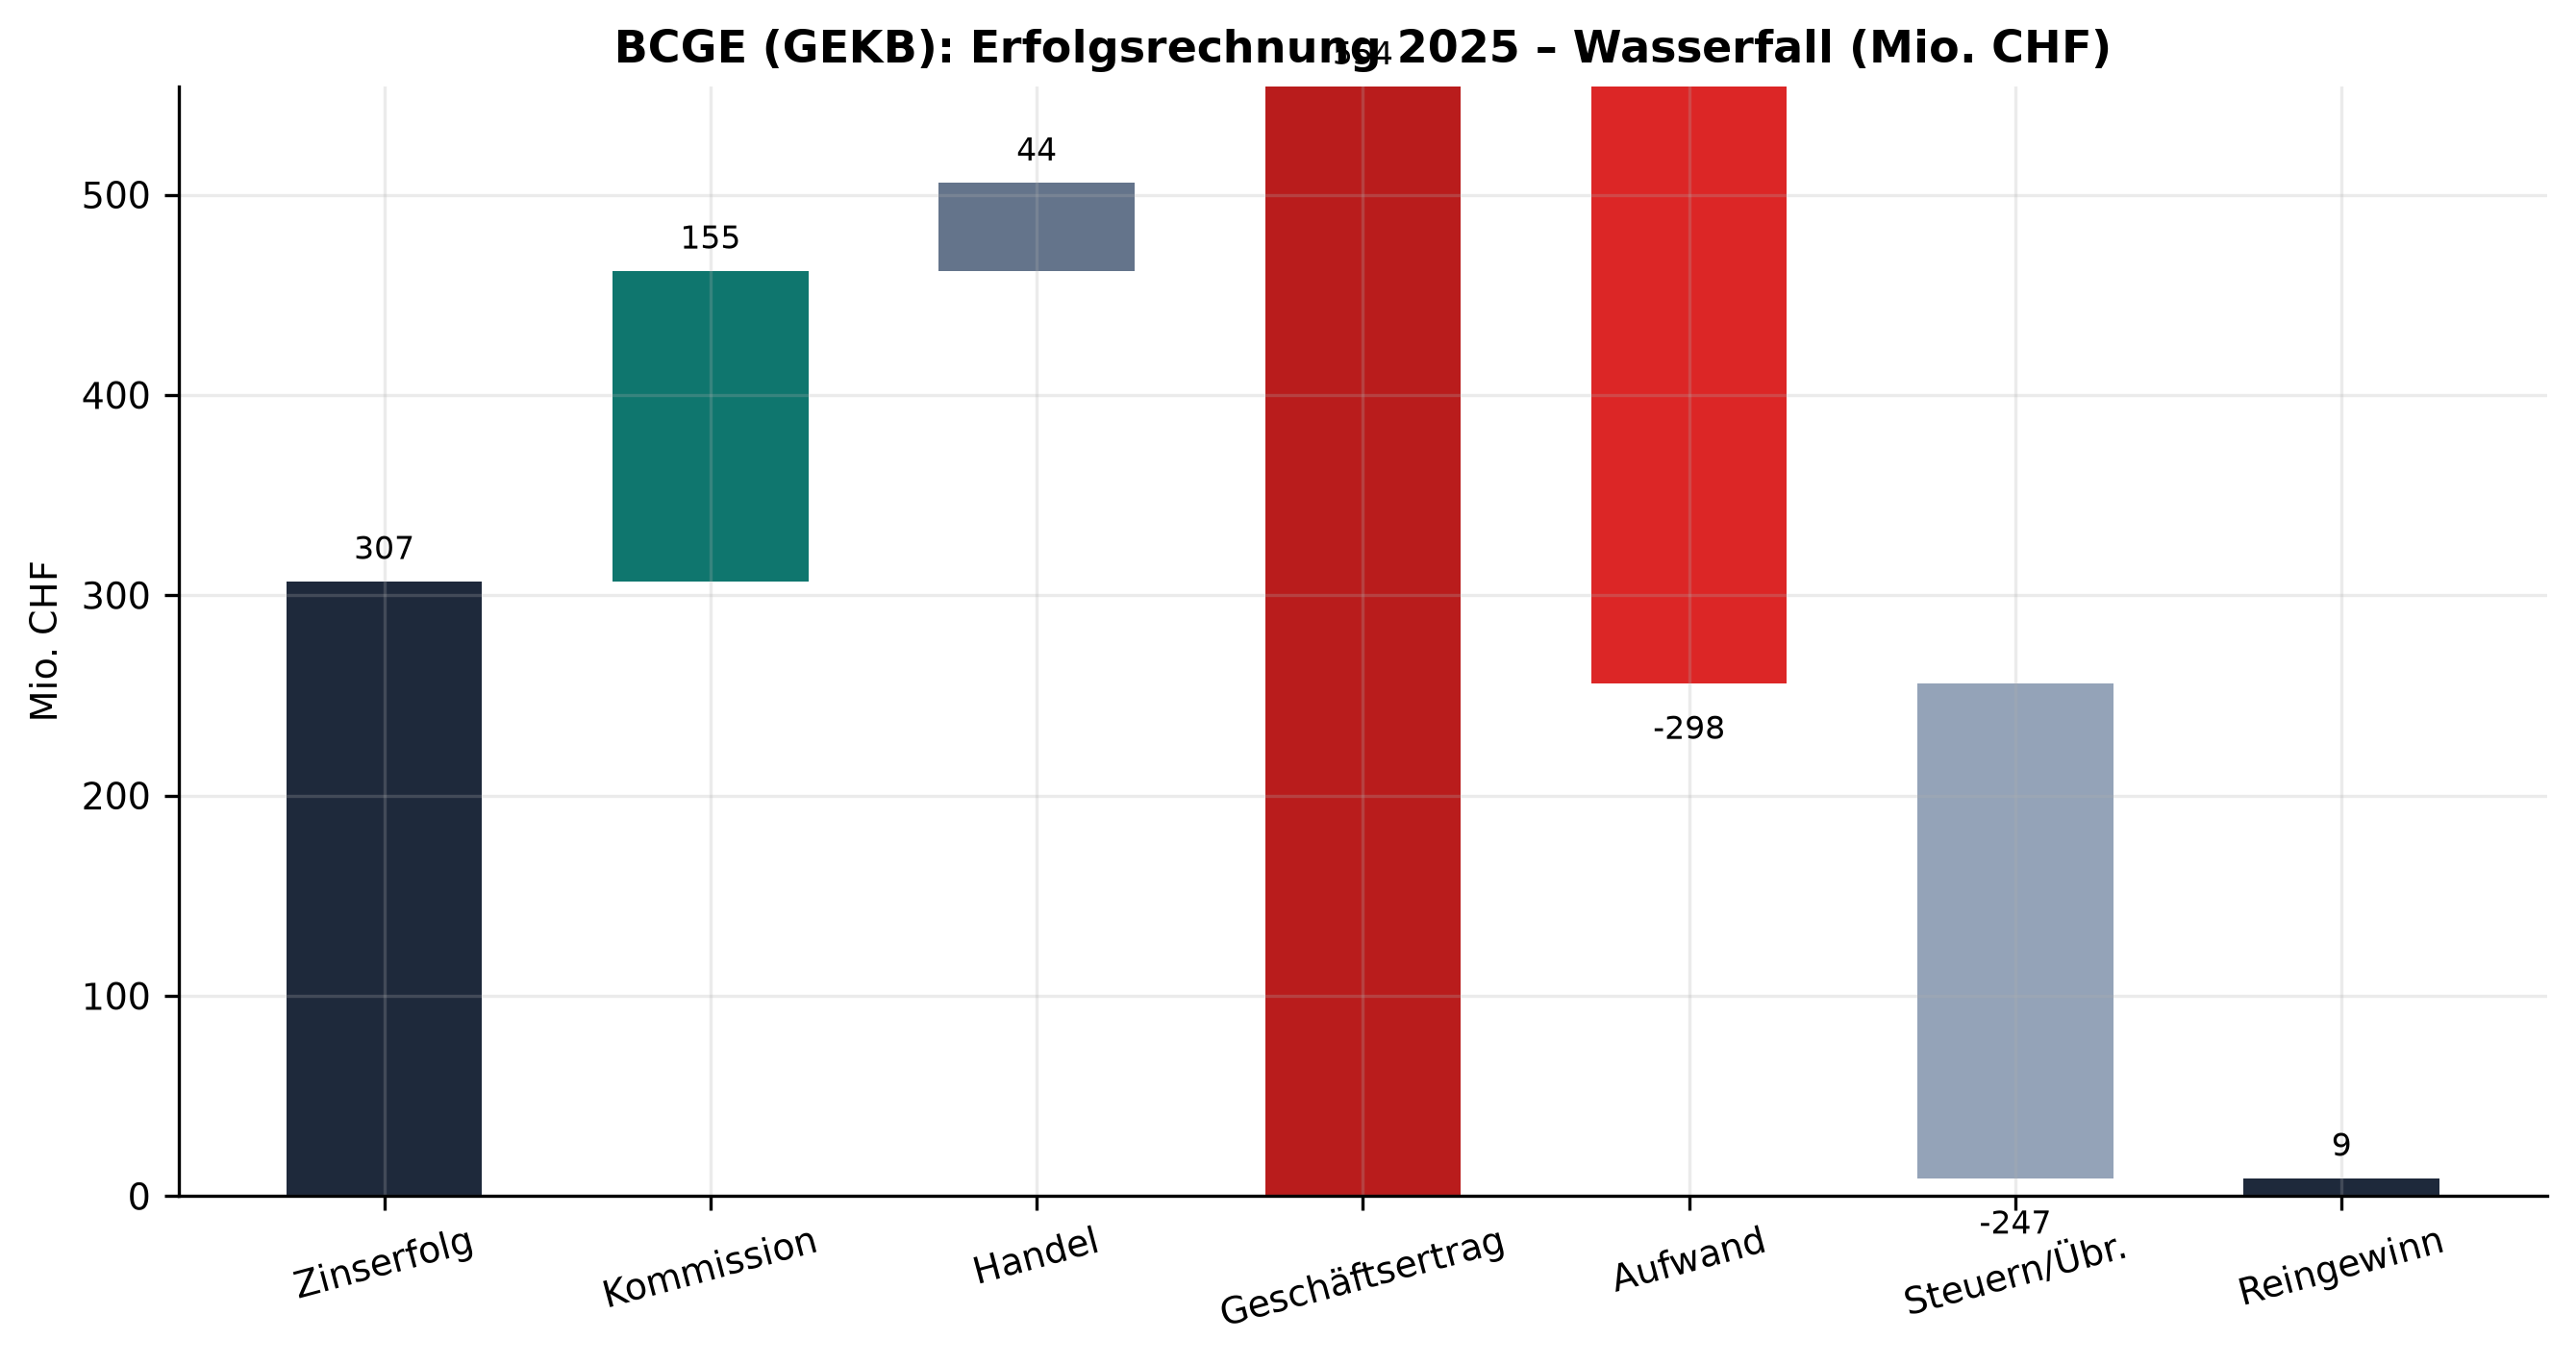 BCGE (GEKB): Erfolgsrechnung 2025 – Wasserfall (Mio. CHF)
Mio. CHF
500
400
300
200
100
0
307
155
44
-298
-247
9
Zinserfolg
Kommission
Handel
Geschäftsertrag
Aufwand
Steuern/Übr.
Reingewinn